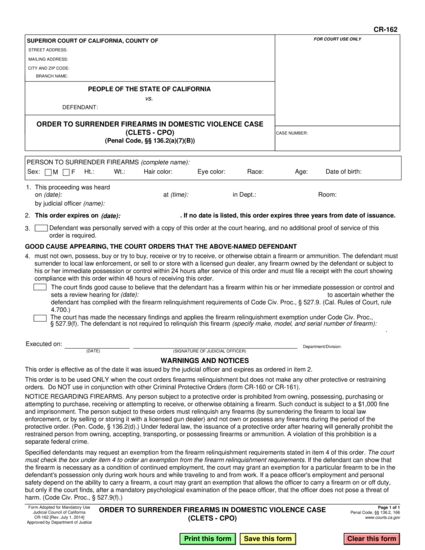 CR-162
SUPERIOR COURT OF CALIFORNIA, COUNTY OF
FOR COURT USE ONLY
STREET ADDRESS:
MAILING ADDRESS:
CITY AND ZIP CODE:
BRANCH NAME:
PEOPLE OF THE STATE OF CALIFORNIA
vs.
DEFENDANT:
ORDER TO SURRENDER FIREARMS IN DOMESTIC VIOLENCE CASE
(CLETS - CPO)
(Penal Code, §§ 136.2(a)(7)(B))
CASE NUMBER:
PERSON TO SURRENDER FIREARMS (complete name):
Sex: M F Ht.: Wt.: Hair color: Eye color: Race: Age: Date of birth:
1. This proceeding was heard
on (date): at (time): in Dept.: Room:
by judicial officer (name):
2. This order expires on (date): . If no date is listed, this order expires three years from date of issuance.
3. Defendant was personally served with a copy of this order at the court hearing, and no additional proof of service of this
order is required.
GOOD CAUSE APPEARING, THE COURT ORDERS THAT THE ABOVE-NAMED DEFENDANT
4. must not own, possess, buy or try to buy, receive or try to receive, or otherwise obtain a firearm or ammunition. The defendant must
surrender to local law enforcement, or sell to or store with a licensed gun dealer, any firearm owned by the defendant or subject to
his or her immediate possession or control within 24 hours after service of this order and must file a receipt with the court showing
compliance with this order within 48 hours of receiving this order.
The court finds good cause to believe that the defendant has a firearm within his or her immediate possession or control and
sets a review hearing for (date): to ascertain whether the
defendant has complied with the firearm relinquishment requirements of Code Civ. Proc., § 527.9. (Cal. Rules of Court, rule
4.700.)
The court has made the necessary findings and applies the firearm relinquishment exemption under Code Civ. Proc.,
§ 527.9(f). The defendant is not required to relinquish this firearm (specify make, model, and serial number of firearm):
.
Executed on:
(DATE)
(SIGNATURE OF JUDICIAL OFFICER)
Department/Division:
WARNINGS AND NOTICES
This order is effective as of the date it was issued by the judicial officer and expires as ordered in item 2.
This order is to be used ONLY when the court orders firearms relinquishment but does not make any other protective or restraining
orders. Do NOT use in conjunction with other Criminal Protective Orders (form CR-160 or CR-161).
NOTICE REGARDING FIREARMS. Any person subject to a protective order is prohibited from owning, possessing, purchasing or
attempting to purchase, receiving or attempting to receive, or otherwise obtaining a firearm. Such conduct is subject to a $1,000 fine
and imprisonment. The person subject to these orders must relinquish any firearms (by surrendering the firearm to local law
enforcement, or by selling or storing it with a licensed gun dealer) and not own or possess any firearms during the period of the
protective order. (Pen. Code, § 136.2(d).) Under federal law, the issuance of a protective order after hearing will generally prohibit the
restrained person from owning, accepting, transporting, or possessing firearms or ammunition. A violation of this prohibition is a
separate federal crime.
Specified defendants may request an exemption from the firearm relinquishment requirements stated in item 4 of this order. The court
must check the box under item 4 to order an exemption from the firearm relinquishment requirements. If the defendant can show that
the firearm is necessary as a condition of continued employment, the court may grant an exemption for a particular firearm to be in the
defendant's possession only during work hours and while traveling to and from work. If a peace officer's employment and personal
safety depend on the ability to carry a firearm, a court may grant an exemption that allows the officer to carry a firearm on or off duty,
but only if the court finds, after a mandatory psychological examination of the peace officer, that the officer does not pose a threat of
harm. (Code Civ. Proc., § 527.9(f).)
Form Adopted for Mandatory Use
Judicial Council of California
CR-162 [Rev. July 1, 2014]
Approved by Department of Justice
ORDER TO SURRENDER FIREARMS IN DOMESTIC VIOLENCE CASE
(CLETS - CPO)
Page 1 of 1
Penal Code, §§ 136.2, 166
www.courts.ca.gov
Print this form
Save this form
Clear this form